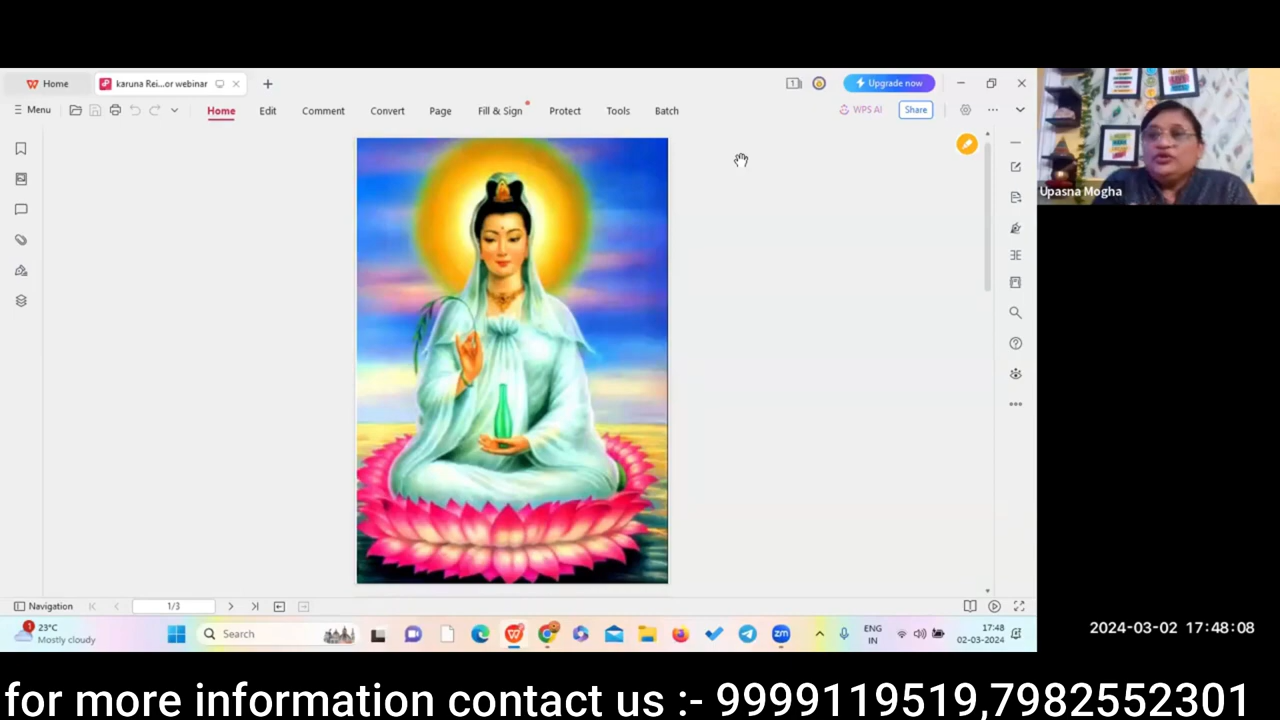 Home
karuna Rei...or webinar
Upgrade now
Menu
Home
Edit
Comment
Convert
Page
Fill & Sign
Protect
Tools
Batch
WPS AI
Share
Upasna Mogha
Navigation
1/3
23°C
Mostly cloudy
Search
zm
ENG
IN
17:48
02-03-2024
2024-03-02 17:48:08
for more information contact us :- 9999119519,7982552301